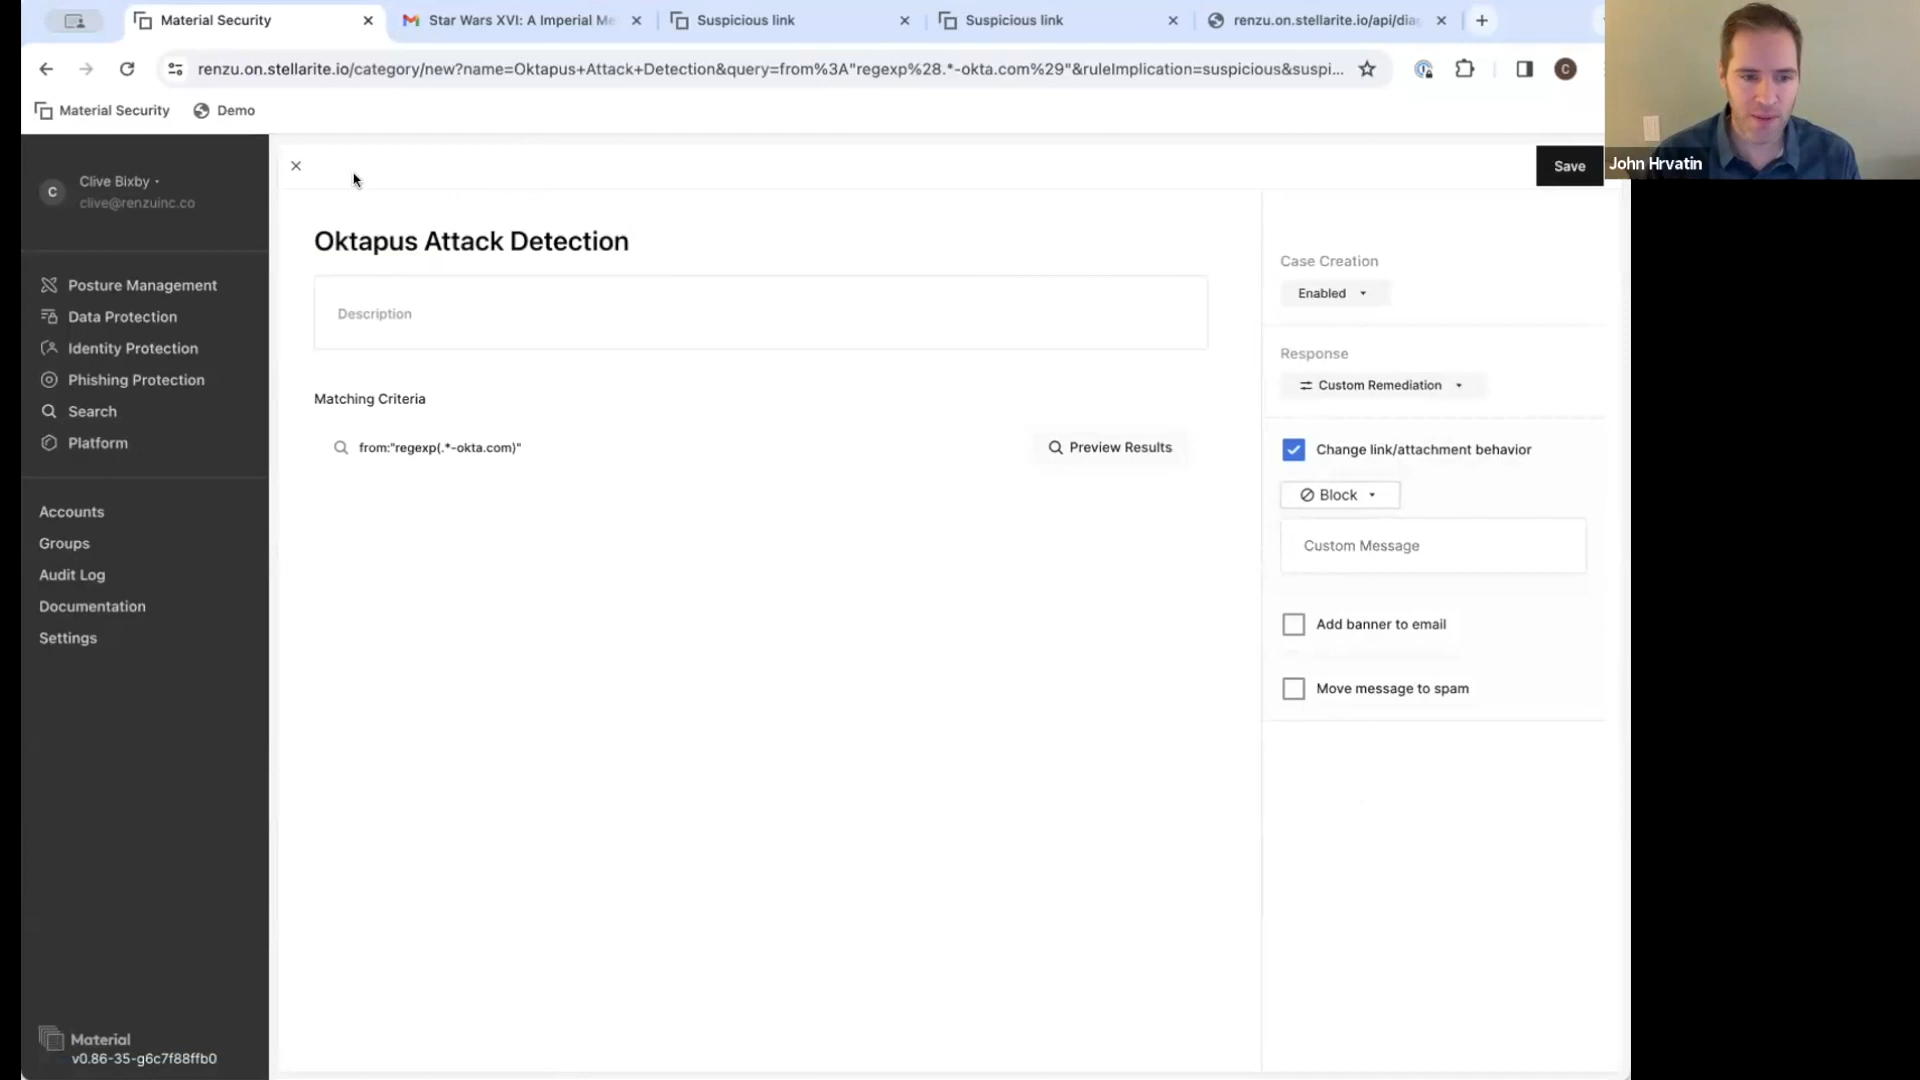 Material Security
Star Wars XVI: A Imperial Me
Suspicious link
Suspicious link
renzu.on.stellarite.io/api/dia
renzu.on.stellarite.io/category/new?name=Oktapus+Attack+Detection&query=from%3A"regexp%28.*-okta.com%29"&ruleImplication=suspicious&suspi...
C
Material Security
Demo
John Hrvatin
C
Clive Bixby
clive@renzuinc.co
Save
Oktapus Attack Detection
Description
Matching Criteria
from:"regexp(.*-okta.com)"
Preview Results
Case Creation
Enabled
Response
Custom Remediation
Change link/attachment behavior
Block
Custom Message
Add banner to email
Move message to spam
Posture Management
Data Protection
Identity Protection
Phishing Protection
Search
Platform
Accounts
Groups
Audit Log
Documentation
Settings
Material
v0.86-35-g6c7f88ffb0